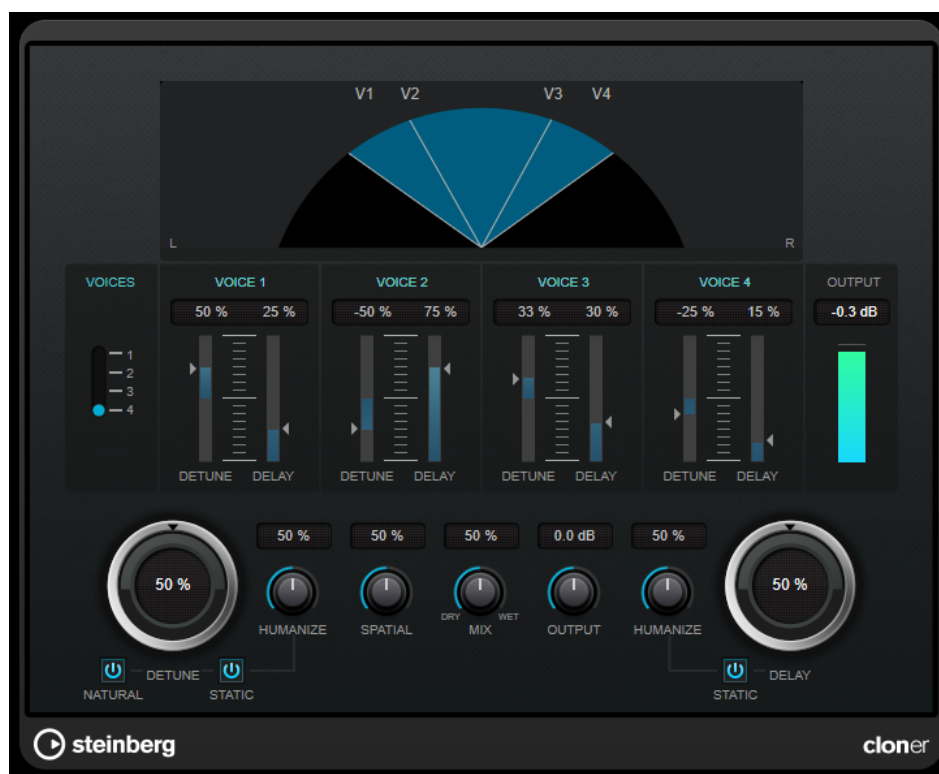 V1 V2 V3 V4
L R
VOICES VOICE 1 VOICE 2 VOICE 3 VOICE 4 OUTPUT
50 % 25 % -50 % 75 % 33 % 30 % -25 % 15 % -0.3 dB
1
2
3
4
DETUNE DELAY DETUNE DELAY DETUNE DELAY DETUNE DELAY
50 % 50 % 50 % 0.0 dB 50 %
50 % 50 %
DRY WET
HUMANIZE SPATIAL MIX OUTPUT HUMANIZE
DETUNE DELAY
NATURAL STATIC STATIC
steinberg cloner